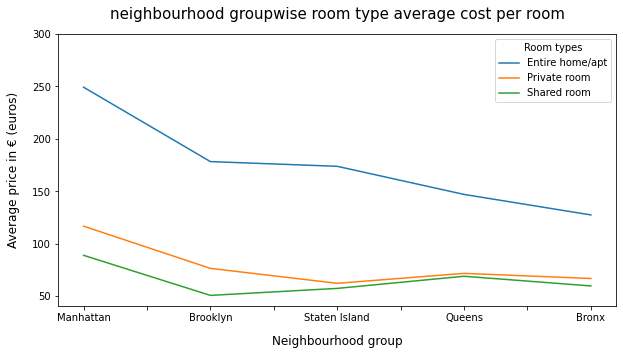 neighbourhood groupwise room type average cost per room
Average price in € (euros)
300
250
200
150
100
50
Room types
Entire home/apt
Private room
Shared room
Manhattan Brooklyn Staten Island Queens Bronx
Neighbourhood group